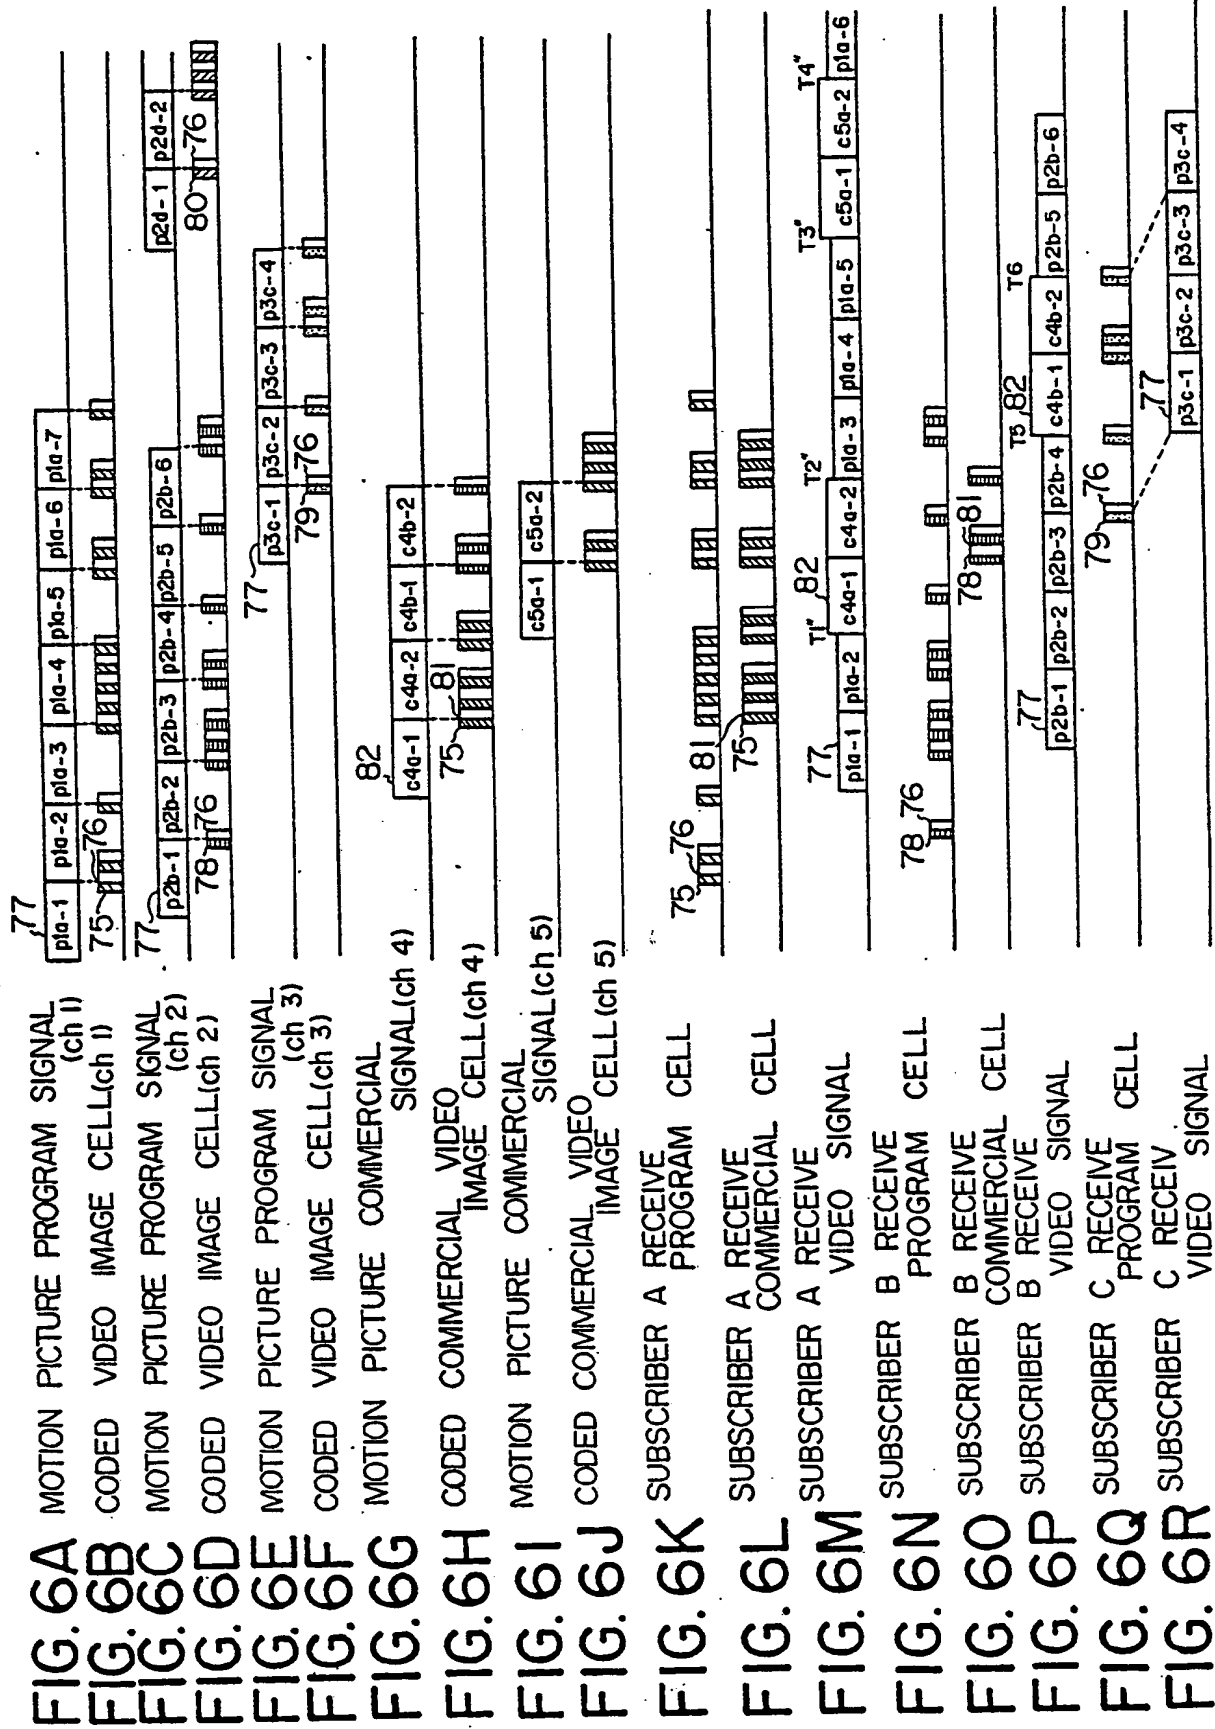 FIG. 6A MOTION PICTURE PROGRAM SIGNAL (ch 1)
77
p1a-1 p1a-2 p1a-3 p1a-4 p1a-5 p1a-6 p1a-7
FIG. 6B CODED VIDEO IMAGE CELL(ch 1)
75 76
FIG. 6C MOTION PICTURE PROGRAM SIGNAL (ch 2)
77
p2b-1 p2b-2 p2b-3 p2b-4 p2b-5 p2b-6 p2d-1 p2d-2
FIG. 6D CODED VIDEO IMAGE CELL(ch 2)
78 76 80 76
FIG. 6E MOTION PICTURE PROGRAM SIGNAL (ch 3)
77
p3c-1 p3c-2 p3c-3 p3c-4
FIG. 6F CODED VIDEO IMAGE CELL(ch 3)
79 76
FIG. 6G MOTION PICTURE COMMERCIAL SIGNAL(ch 4)
82
c4a-1 c4a-2 c4b-1 c4b-2
FIG. 6H CODED COMMERCIAL VIDEO IMAGE CELL(ch 4)
75 81
FIG. 6I MOTION PICTURE COMMERCIAL SIGNAL(ch 5)
c5a-1 c5a-2
FIG. 6J CODED COMMERCIAL VIDEO IMAGE CELL(ch 5)
FIG. 6K SUBSCRIBER A RECEIVE PROGRAM CELL
75 76
FIG. 6L SUBSCRIBER A RECEIVE COMMERCIAL CELL
81
75
FIG. 6M SUBSCRIBER A RECEIVE VIDEO SIGNAL
77 T1" 82 T2" T3" T4"
p1a-1 p1a-2 c4a-1 c4a-2 p1a-3 p1a-4 p1a-5 c5a-1 c5a-2 p1a-6
FIG. 6N SUBSCRIBER B RECEIVE PROGRAM CELL
78 76
FIG. 6O SUBSCRIBER B RECEIVE COMMERCIAL CELL
78 81
FIG. 6P SUBSCRIBER B RECEIVE VIDEO SIGNAL
77 T5 82 T6
p2b-1 p2b-2 p2b-3 p2b-4 c4b-1 c4b-2 p2b-5 p2b-6
FIG. 6Q SUBSCRIBER C RECEIVE PROGRAM CELL
79 76
FIG. 6R SUBSCRIBER C RECEIV VIDEO SIGNAL
77
p3c-1 p3c-2 p3c-3 p3c-4